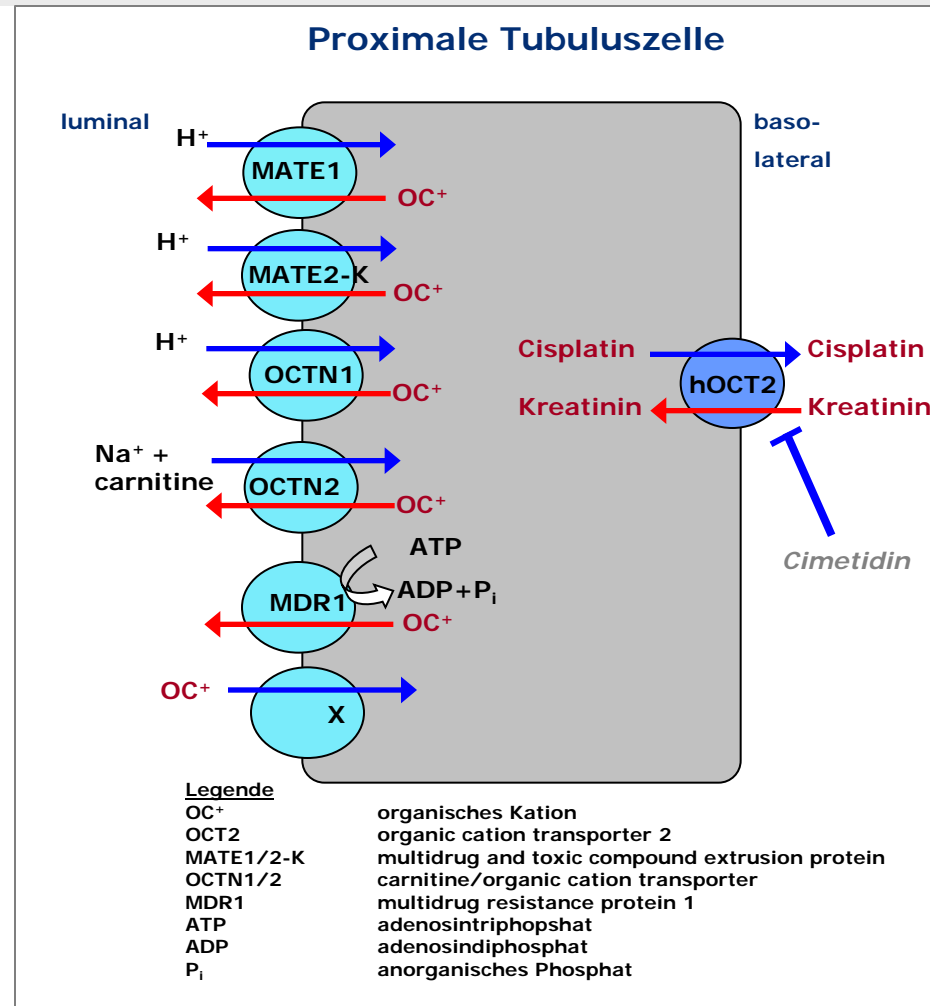 Proximale Tubuluszelle
luminal
baso-
lateral
H⁺
MATE1
OC⁺
H⁺
MATE2-K
OC⁺
H⁺
OCTN1
OC⁺
Cisplatin
Cisplatin
hOCT2
Kreatinin
Kreatinin
Na⁺ +
carnitine
OCTN2
OC⁺
Cimetidin
ATP
ADP+Pᵢ
MDR1
OC⁺
OC⁺
X
Legende
OC⁺ organisches Kation
OCT2 organic cation transporter 2
MATE1/2-K multidrug and toxic compound extrusion protein
OCTN1/2 carnitine/organic cation transporter
MDR1 multidrug resistance protein 1
ATP adenosintriphopshat
ADP adenosindiphosphat
Pᵢ anorganisches Phosphat